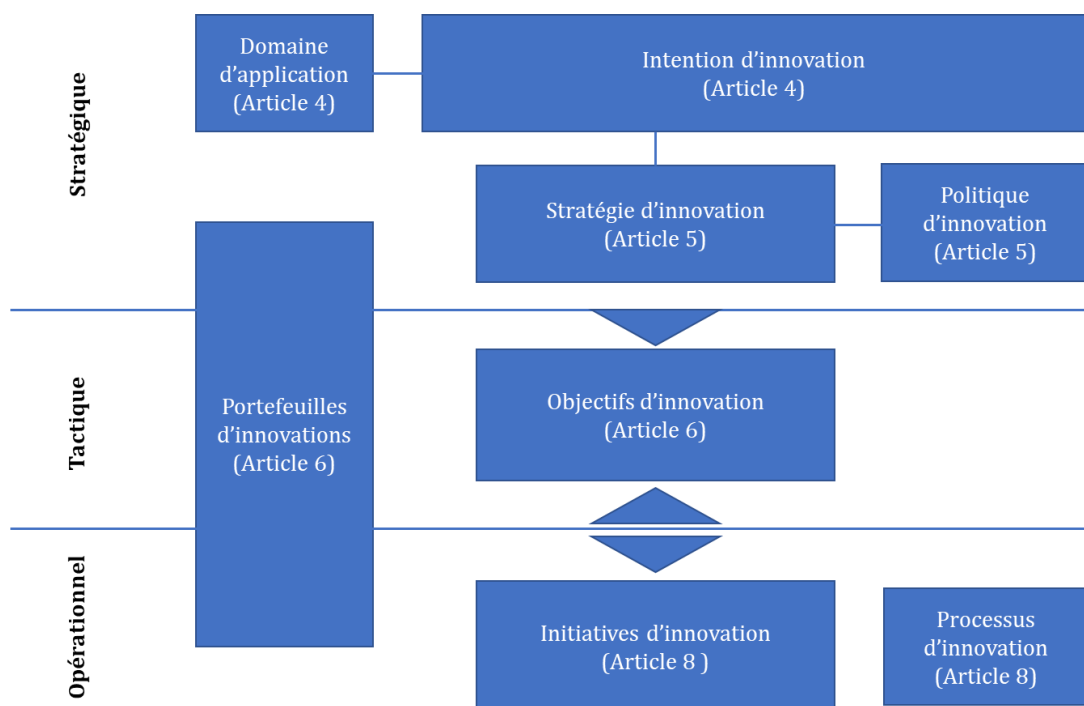 Stratégique
Domaine
d’application
(Article 4)
Intention d’innovation
(Article 4)
Stratégie d’innovation
(Article 5)
Politique
d’innovation
(Article 5)
Tactique
Portefeuilles
d’innovations
(Article 6)
Objectifs d’innovation
(Article 6)
Opérationnel
Initiatives d’innovation
(Article 8 )
Processus
d’innovation
(Article 8)